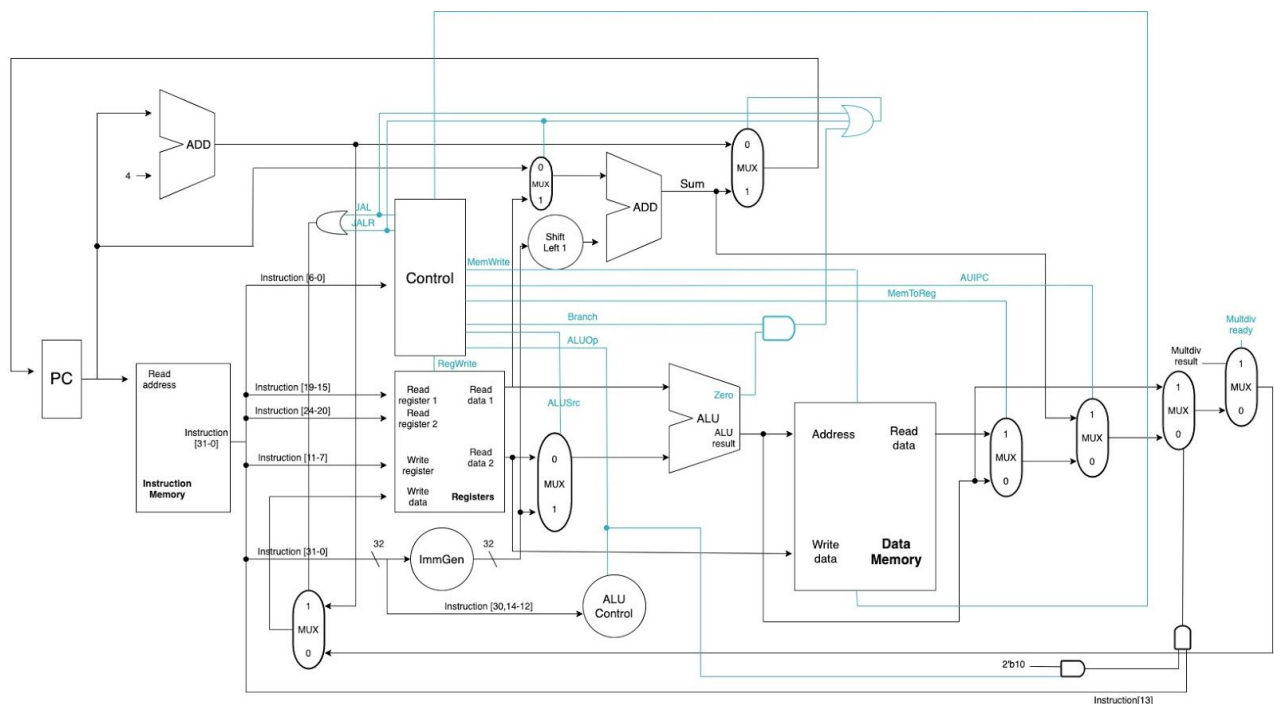 ADD
4
0
MUX
1
0
MUX
1
Sum
ADD
JAL
JALR
Shift
Left 1
Control
Instruction [6-0]
MemWrite
AUIPC
MemToReg
Branch
ALUOp
Multdiv
ready
Multdiv
result
1
MUX
0
1
MUX
0
RegWrite
PC
Read
address
Instruction
[31-0]
Instruction
Memory
Instruction [19-15]
Instruction [24-20]
Instruction [11-7]
Read
register 1
Read
register 2
Write
register
Write
data
Read
data 1
Read
data 2
Registers
ALUSrc
0
MUX
1
Zero
ALU
ALU
result
Address
Read
data
Write
data
Data
Memory
1
MUX
0
1
MUX
0
Instruction [31-0]
32
ImmGen
32
Instruction [30,14-12]
ALU
Control
1
MUX
0
2'b10
Instruction[13]